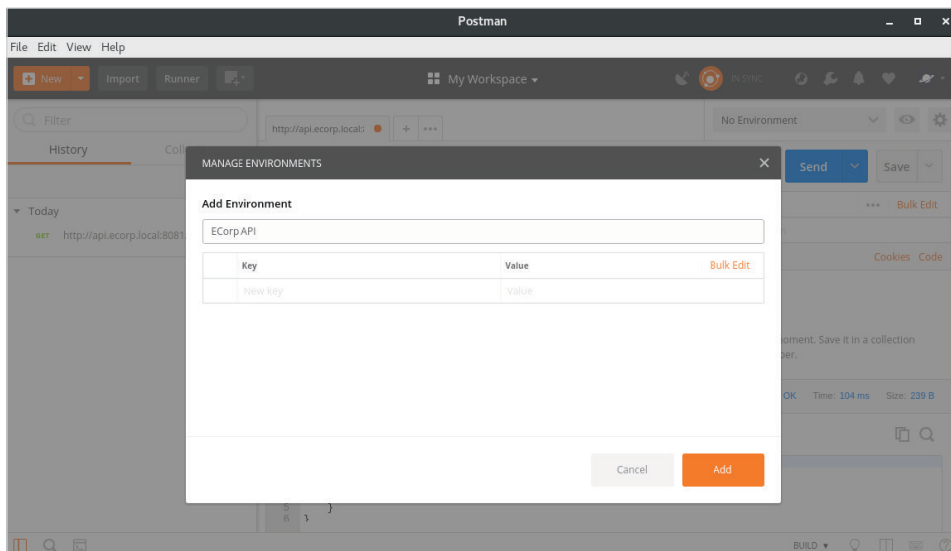 Postman
File Edit View Help
New Import Runner My Workspace IN SYNC
Filter
http://api.ecorp.local:
No Environment
History Coll
MANAGE ENVIRONMENTS
Send Save
Add Environment
Today
Bulk Edit
ECorp API
GET http://api.ecorp.local:8081
Key Value Bulk Edit
Cookies Code
New key Value
oment. Save it in a collection
per.
OK Time: 104 ms Size: 239 B
Cancel Add
5 }
6 }
BUILD